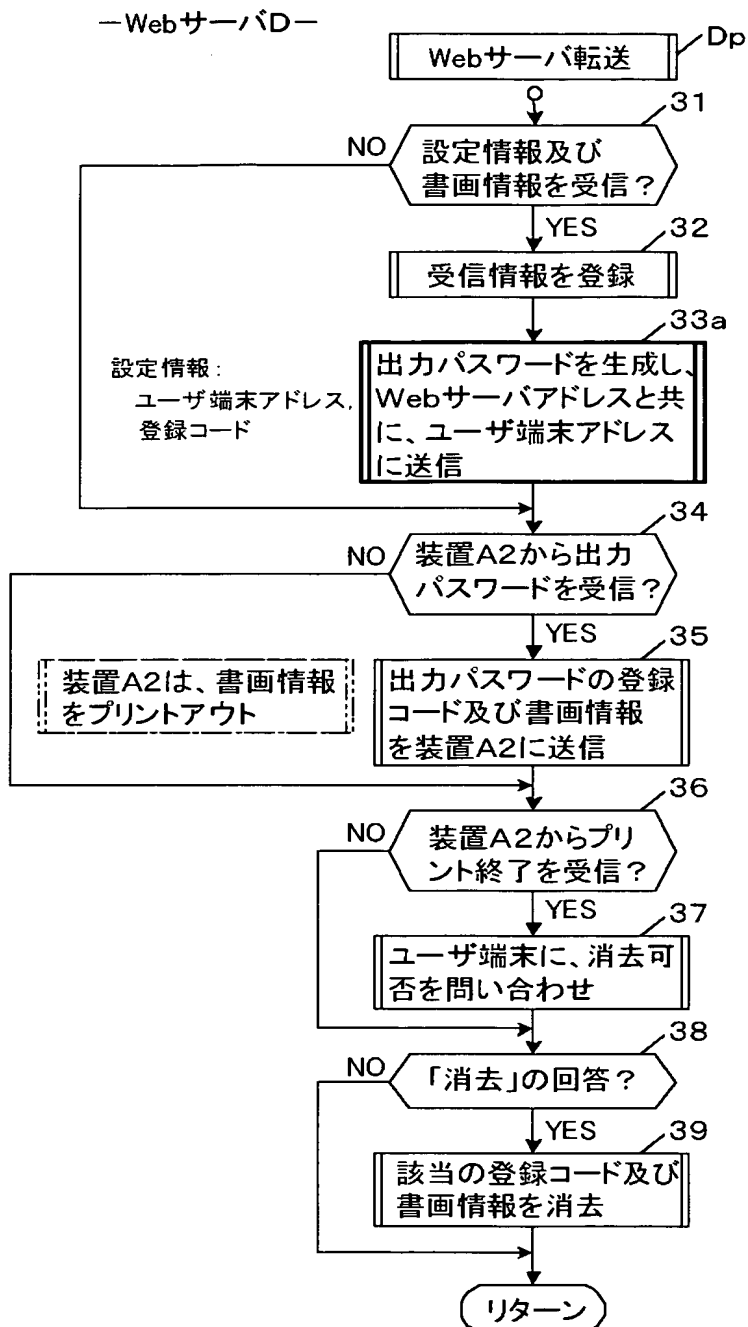 －WebサーバD－
Webサーバ転送
Dp
31
NO
設定情報及び
書画情報を受信？
YES
32
受信情報を登録
33a
設定情報：
ユーザ端末アドレス，
登録コード
出力パスワードを生成し、
Webサーバアドレスと共
に、ユーザ端末アドレス
に送信
34
NO
装置A2から出力
パスワードを受信？
YES
35
装置A2は、書画情報
をプリントアウト
出力パスワードの登録
コード及び書画情報
を装置A2に送信
36
NO
装置A2からプリ
ント終了を受信？
YES
37
ユーザ端末に、消去可
否を問い合わせ
38
NO
「消去」の回答？
YES
39
該当の登録コード及び
書画情報を消去
リターン